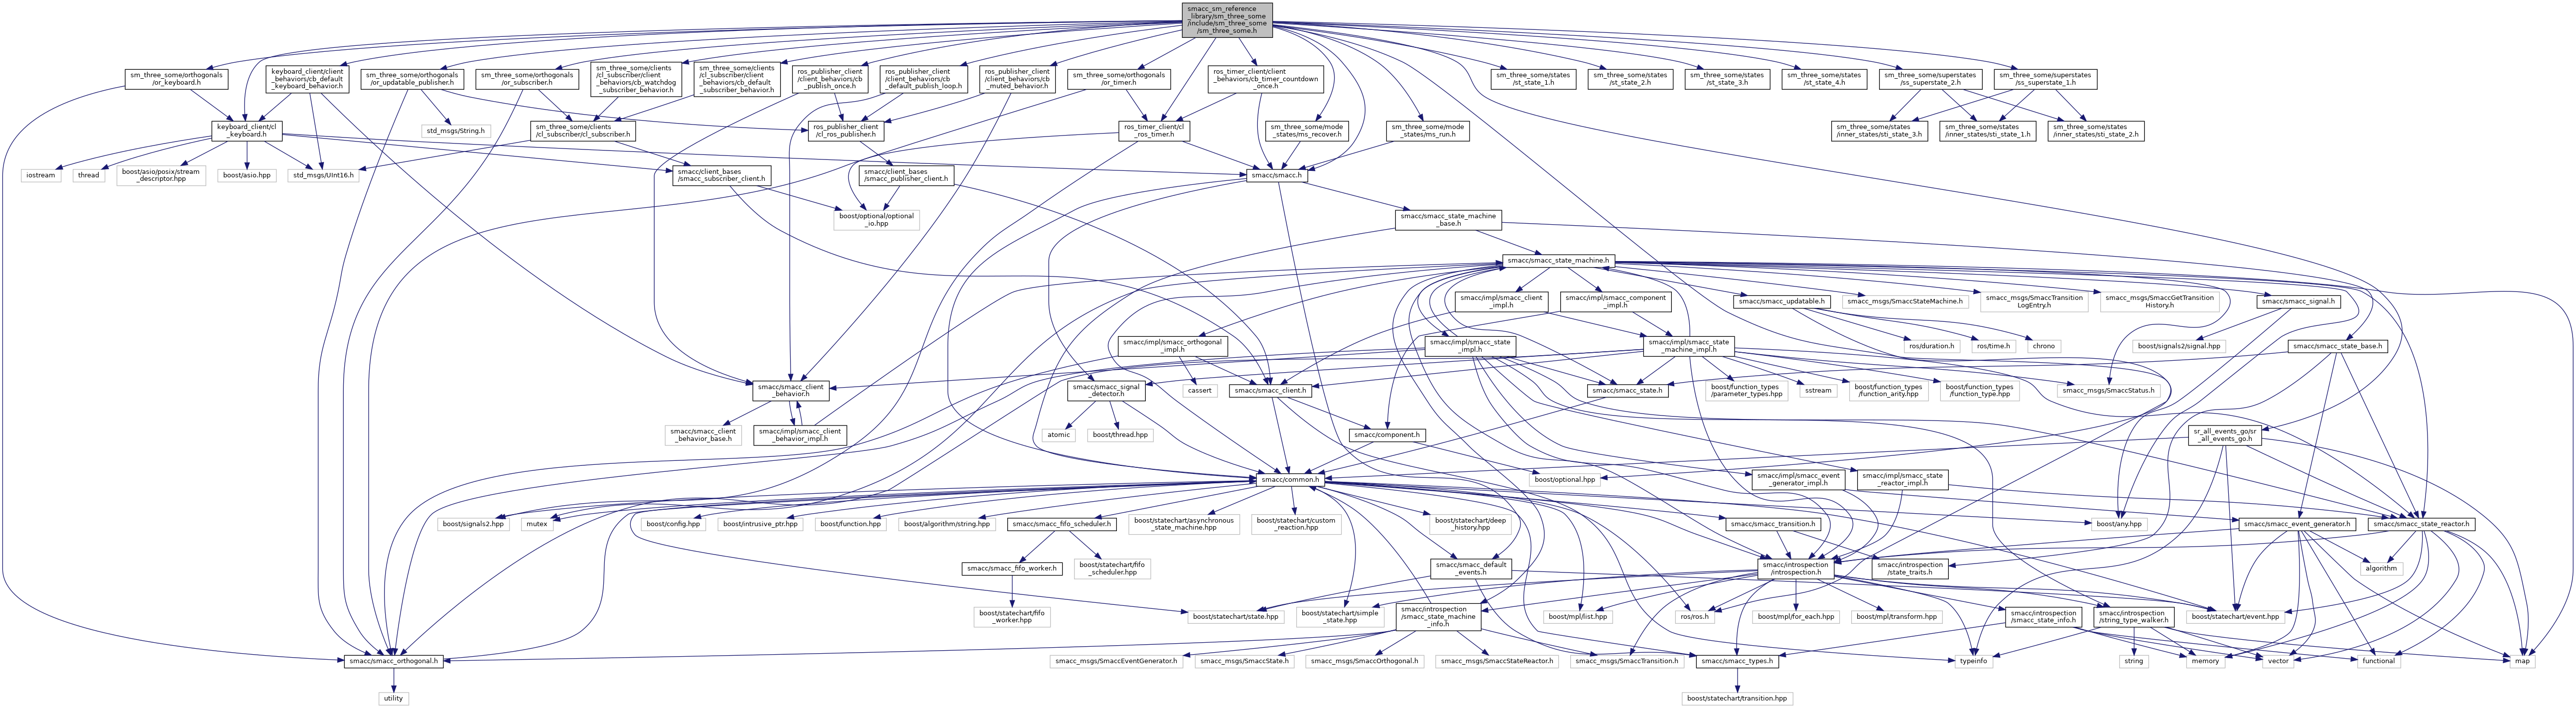 smacc_sm_reference
_library/sm_three_some
/include/sm_three_some
/sm_three_some.h
sm_three_some/orthogonals
/or_keyboard.h
keyboard_client/client
_behaviors/cb_default
_keyboard_behavior.h
sm_three_some/orthogonals
/or_updatable_publisher.h
sm_three_some/orthogonals
/or_subscriber.h
sm_three_some/clients
/cl_subscriber/client
_behaviors/cb_watchdog
_subscriber_behavior.h
sm_three_some/clients
/cl_subscriber/client
_behaviors/cb_default
_subscriber_behavior.h
ros_publisher_client
/client_behaviors/cb
_publish_once.h
ros_publisher_client
/client_behaviors/cb
_default_publish_loop.h
ros_publisher_client
/client_behaviors/cb
_muted_behavior.h
sm_three_some/orthogonals
/or_timer.h
ros_timer_client/client
_behaviors/cb_timer_countdown
_once.h
sm_three_some/states
/st_state_1.h
sm_three_some/states
/st_state_2.h
sm_three_some/states
/st_state_3.h
sm_three_some/states
/st_state_4.h
sm_three_some/superstates
/ss_superstate_2.h
sm_three_some/superstates
/ss_superstate_1.h
keyboard_client/cl
_keyboard.h
std_msgs/String.h
sm_three_some/clients
/cl_subscriber/cl_subscriber.h
ros_publisher_client
/cl_ros_publisher.h
ros_timer_client/cl
_ros_timer.h
sm_three_some/mode
_states/ms_recover.h
sm_three_some/mode
_states/ms_run.h
sm_three_some/states
/inner_states/sti_state_3.h
sm_three_some/states
/inner_states/sti_state_1.h
sm_three_some/states
/inner_states/sti_state_2.h
iostream
thread
boost/asio/posix/stream
_descriptor.hpp
boost/asio.hpp
std_msgs/UInt16.h
smacc/client_bases
/smacc_subscriber_client.h
smacc/client_bases
/smacc_publisher_client.h
smacc/smacc.h
boost/optional/optional
_io.hpp
smacc/smacc_state_machine
_base.h
smacc/smacc_state_machine.h
smacc/impl/smacc_client
_impl.h
smacc/impl/smacc_component
_impl.h
smacc/smacc_updatable.h
smacc_msgs/SmaccStateMachine.h
smacc_msgs/SmaccTransition
LogEntry.h
smacc_msgs/SmaccGetTransition
History.h
smacc/smacc_signal.h
smacc/impl/smacc_orthogonal
_impl.h
smacc/impl/smacc_state
_impl.h
smacc/impl/smacc_state
_machine_impl.h
ros/duration.h
ros/time.h
chrono
boost/signals2/signal.hpp
smacc/smacc_state_base.h
smacc/smacc_client
_behavior.h
smacc/smacc_signal
_detector.h
cassert
smacc/smacc_client.h
smacc/smacc_state.h
boost/function_types
/parameter_types.hpp
sstream
boost/function_types
/function_arity.hpp
boost/function_types
/function_type.hpp
smacc_msgs/SmaccStatus.h
smacc/smacc_client
_behavior_base.h
smacc/impl/smacc_client
_behavior_impl.h
atomic
boost/thread.hpp
smacc/component.h
sr_all_events_go/sr
_all_events_go.h
smacc/common.h
boost/optional.hpp
smacc/impl/smacc_event
_generator_impl.h
smacc/impl/smacc_state
_reactor_impl.h
boost/signals2.hpp
mutex
boost/config.hpp
boost/intrusive_ptr.hpp
boost/function.hpp
boost/algorithm/string.hpp
smacc/smacc_fifo_scheduler.h
boost/statechart/asynchronous
_state_machine.hpp
boost/statechart/custom
_reaction.hpp
boost/statechart/deep
_history.hpp
smacc/smacc_transition.h
boost/any.hpp
smacc/smacc_event_generator.h
smacc/smacc_state_reactor.h
smacc/smacc_fifo_worker.h
boost/statechart/fifo
_scheduler.hpp
smacc/smacc_default
_events.h
smacc/introspection
/introspection.h
smacc/introspection
/state_traits.h
algorithm
boost/statechart/fifo
_worker.hpp
boost/statechart/state.hpp
boost/statechart/simple
_state.hpp
smacc/introspection
/smacc_state_machine
_info.h
boost/mpl/list.hpp
ros/ros.h
boost/mpl/for_each.hpp
boost/mpl/transform.hpp
smacc/introspection
/smacc_state_info.h
smacc/introspection
/string_type_walker.h
boost/statechart/event.hpp
smacc/smacc_orthogonal.h
smacc_msgs/SmaccEventGenerator.h
smacc_msgs/SmaccState.h
smacc_msgs/SmaccOrthogonal.h
smacc_msgs/SmaccStateReactor.h
smacc_msgs/SmaccTransition.h
smacc/smacc_types.h
typeinfo
string
memory
vector
functional
map
utility
boost/statechart/transition.hpp